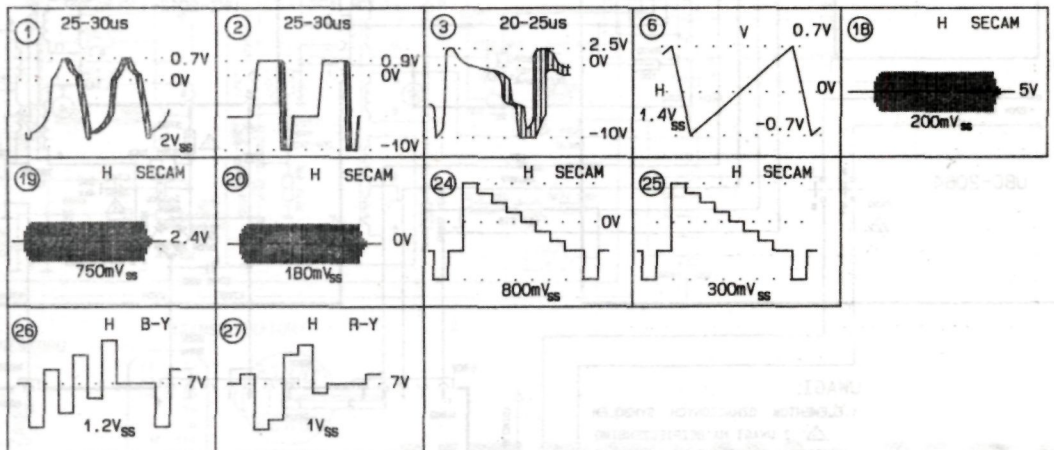 1 25-30us
0.7V
0V
2Vss
2 25-30us
0.9V
0V
-10V
3 20-25us
2.5V
0V
-10V
6 V 0.7V
H
0V
1.4Vss
-0.7V
18 H SECAM
5V
200mVss
19 H SECAM
2.4V
750mVss
20 H SECAM
0V
180mVss
24 H SECAM
0V
800mVss
25 H SECAM
300mVss
26 H B-Y
7V
1.2Vss
27 H R-Y
7V
1Vss